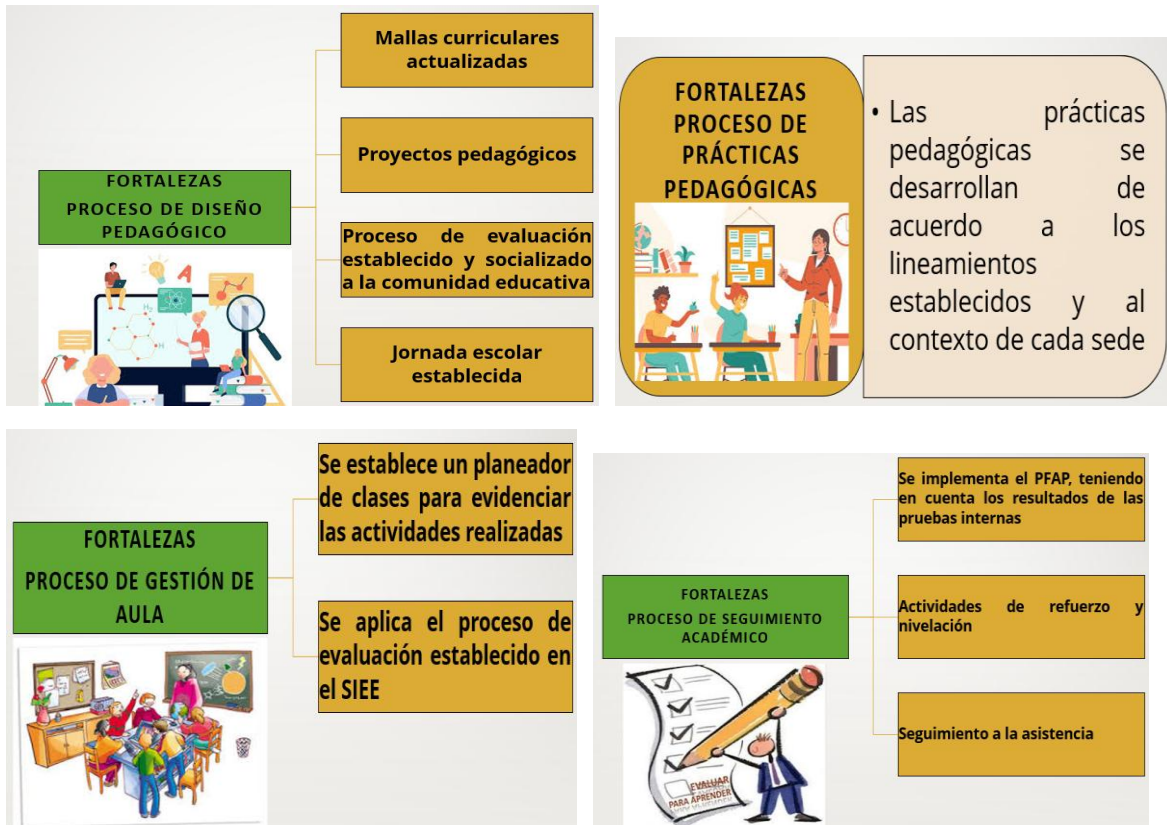 FORTALEZAS
PROCESO DE DISEÑO
PEDAGÓGICO
Mallas curriculares
actualizadas
Proyectos pedagógicos
Proceso de evaluación
establecido y socializado
a la comunidad educativa
Jornada escolar
establecida
FORTALEZAS
PROCESO DE
PRÁCTICAS
PEDAGÓGICAS
• Las prácticas
pedagógicas se
desarrollan de
acuerdo a los
lineamientos
establecidos y al
contexto de cada sede
FORTALEZAS
PROCESO DE GESTIÓN DE
AULA
Se establece un planeador
de clases para evidenciar
las actividades realizadas
Se aplica el proceso de
evaluación establecido en
el SIEE
FORTALEZAS
PROCESO DE SEGUIMIENTO
ACADÉMICO
Se implementa el PFAP, teniendo
en cuenta los resultados de las
pruebas internas
Actividades de refuerzo y
nivelación
Seguimiento a la asistencia
EVALUAR
PARA APRENDER